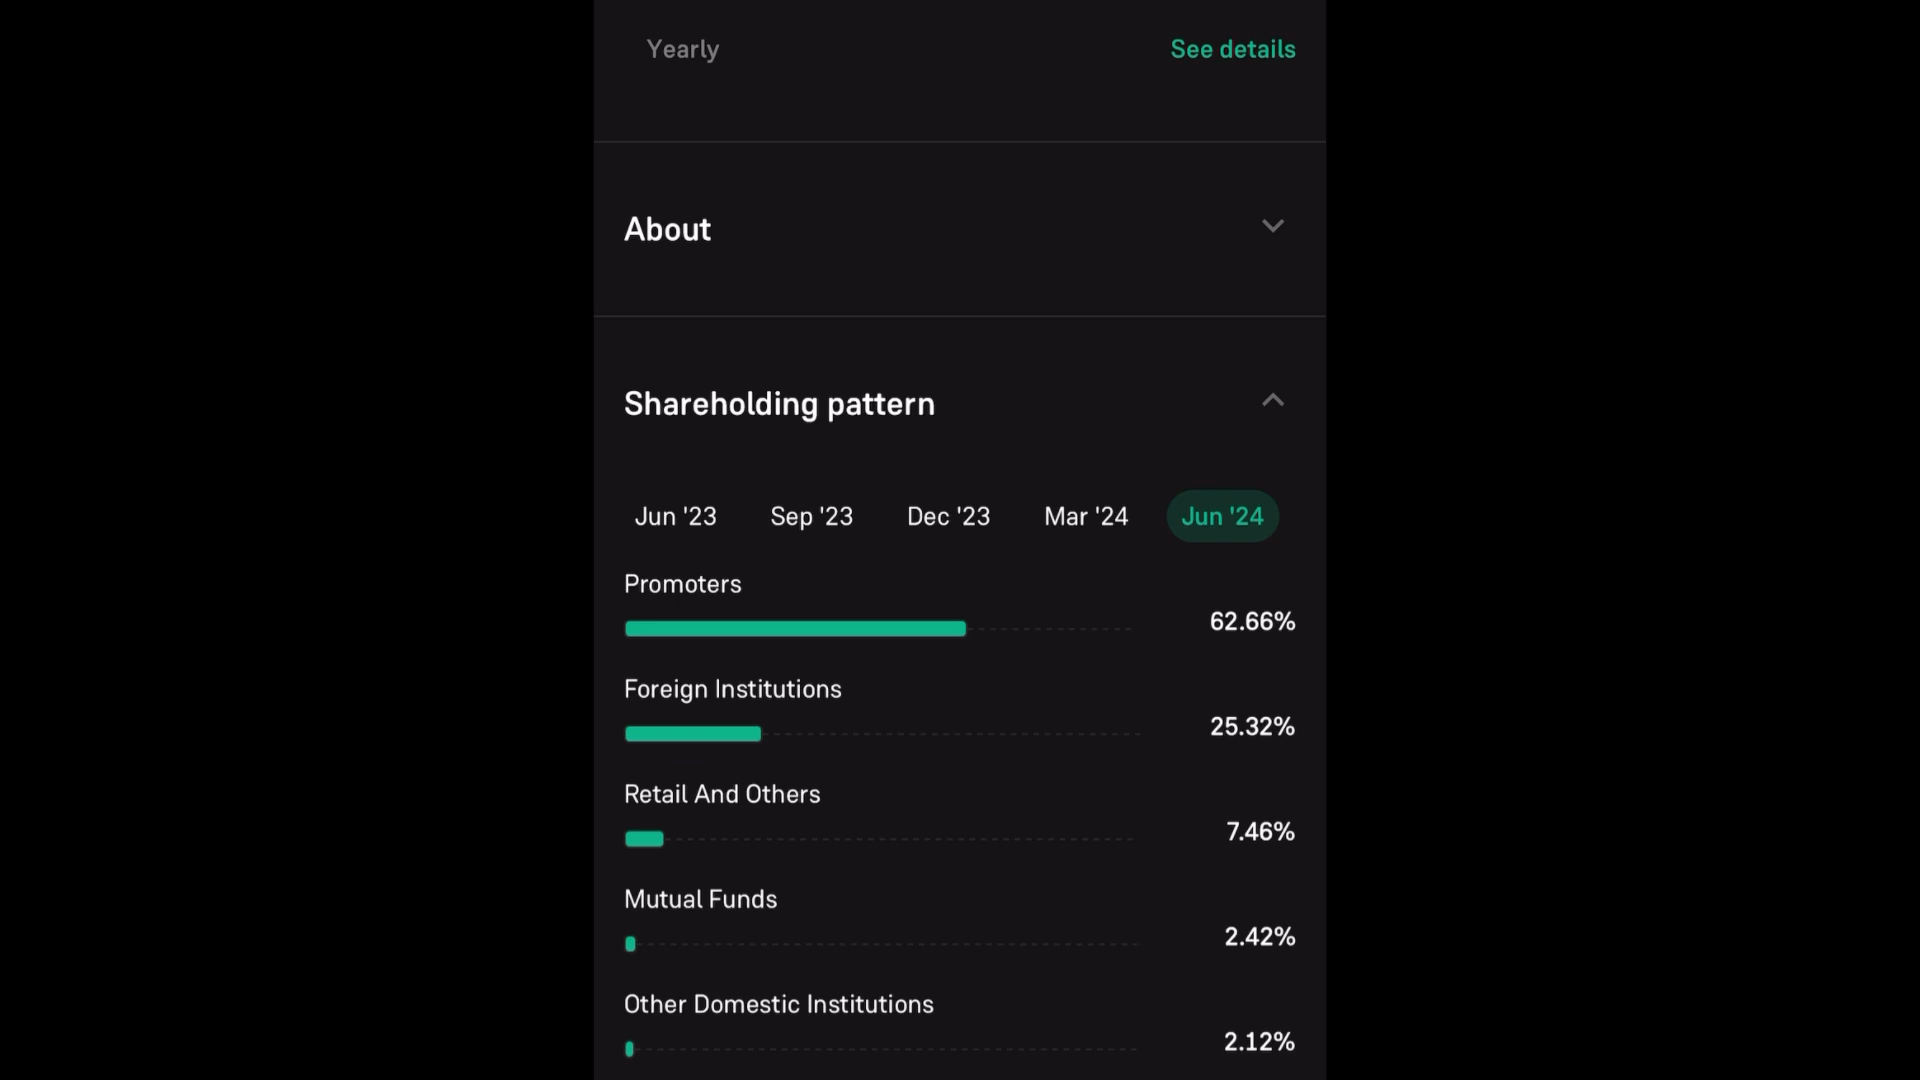 Yearly See details
About
Shareholding pattern
Jun '23 Sep '23 Dec '23 Mar '24 Jun '24
Promoters
62.66%
Foreign Institutions
25.32%
Retail And Others
7.46%
Mutual Funds
2.42%
Other Domestic Institutions
2.12%